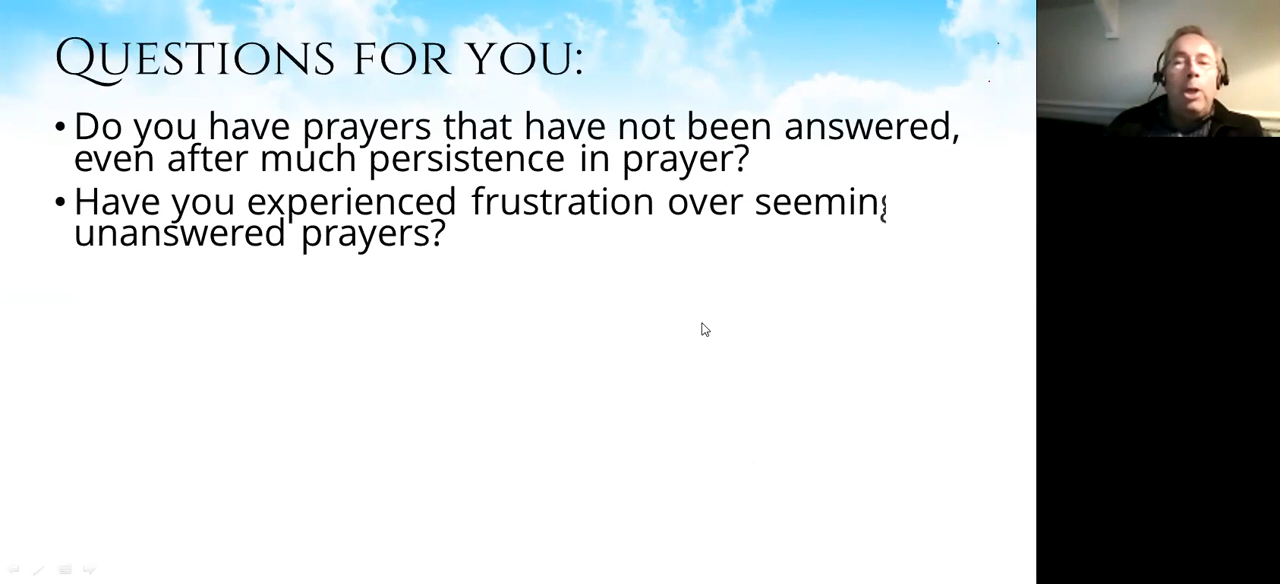 QUESTIONS FOR YOU:
• Do you have prayers that have not been answered,
even after much persistence in prayer?
• Have you experienced frustration over seeming
unanswered prayers?